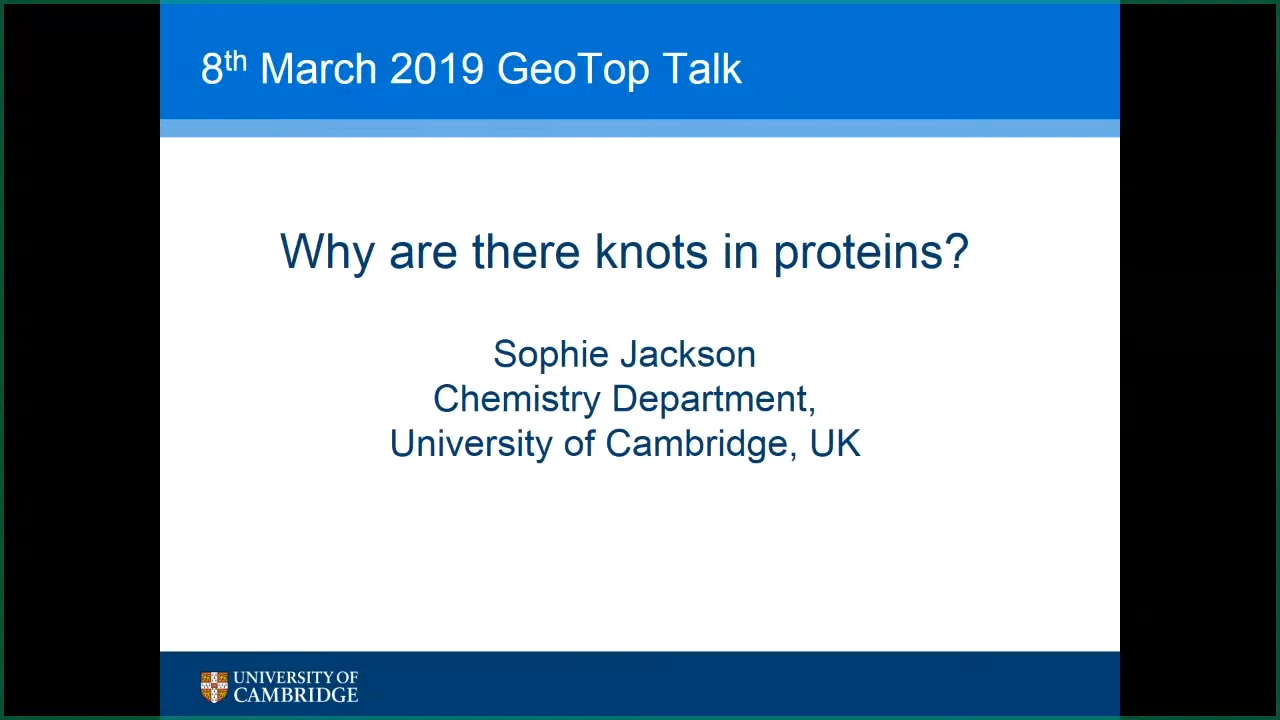 8th March 2019 GeoTop Talk
Why are there knots in proteins?
Sophie Jackson
Chemistry Department,
University of Cambridge, UK
UNIVERSITY OF
CAMBRIDGE